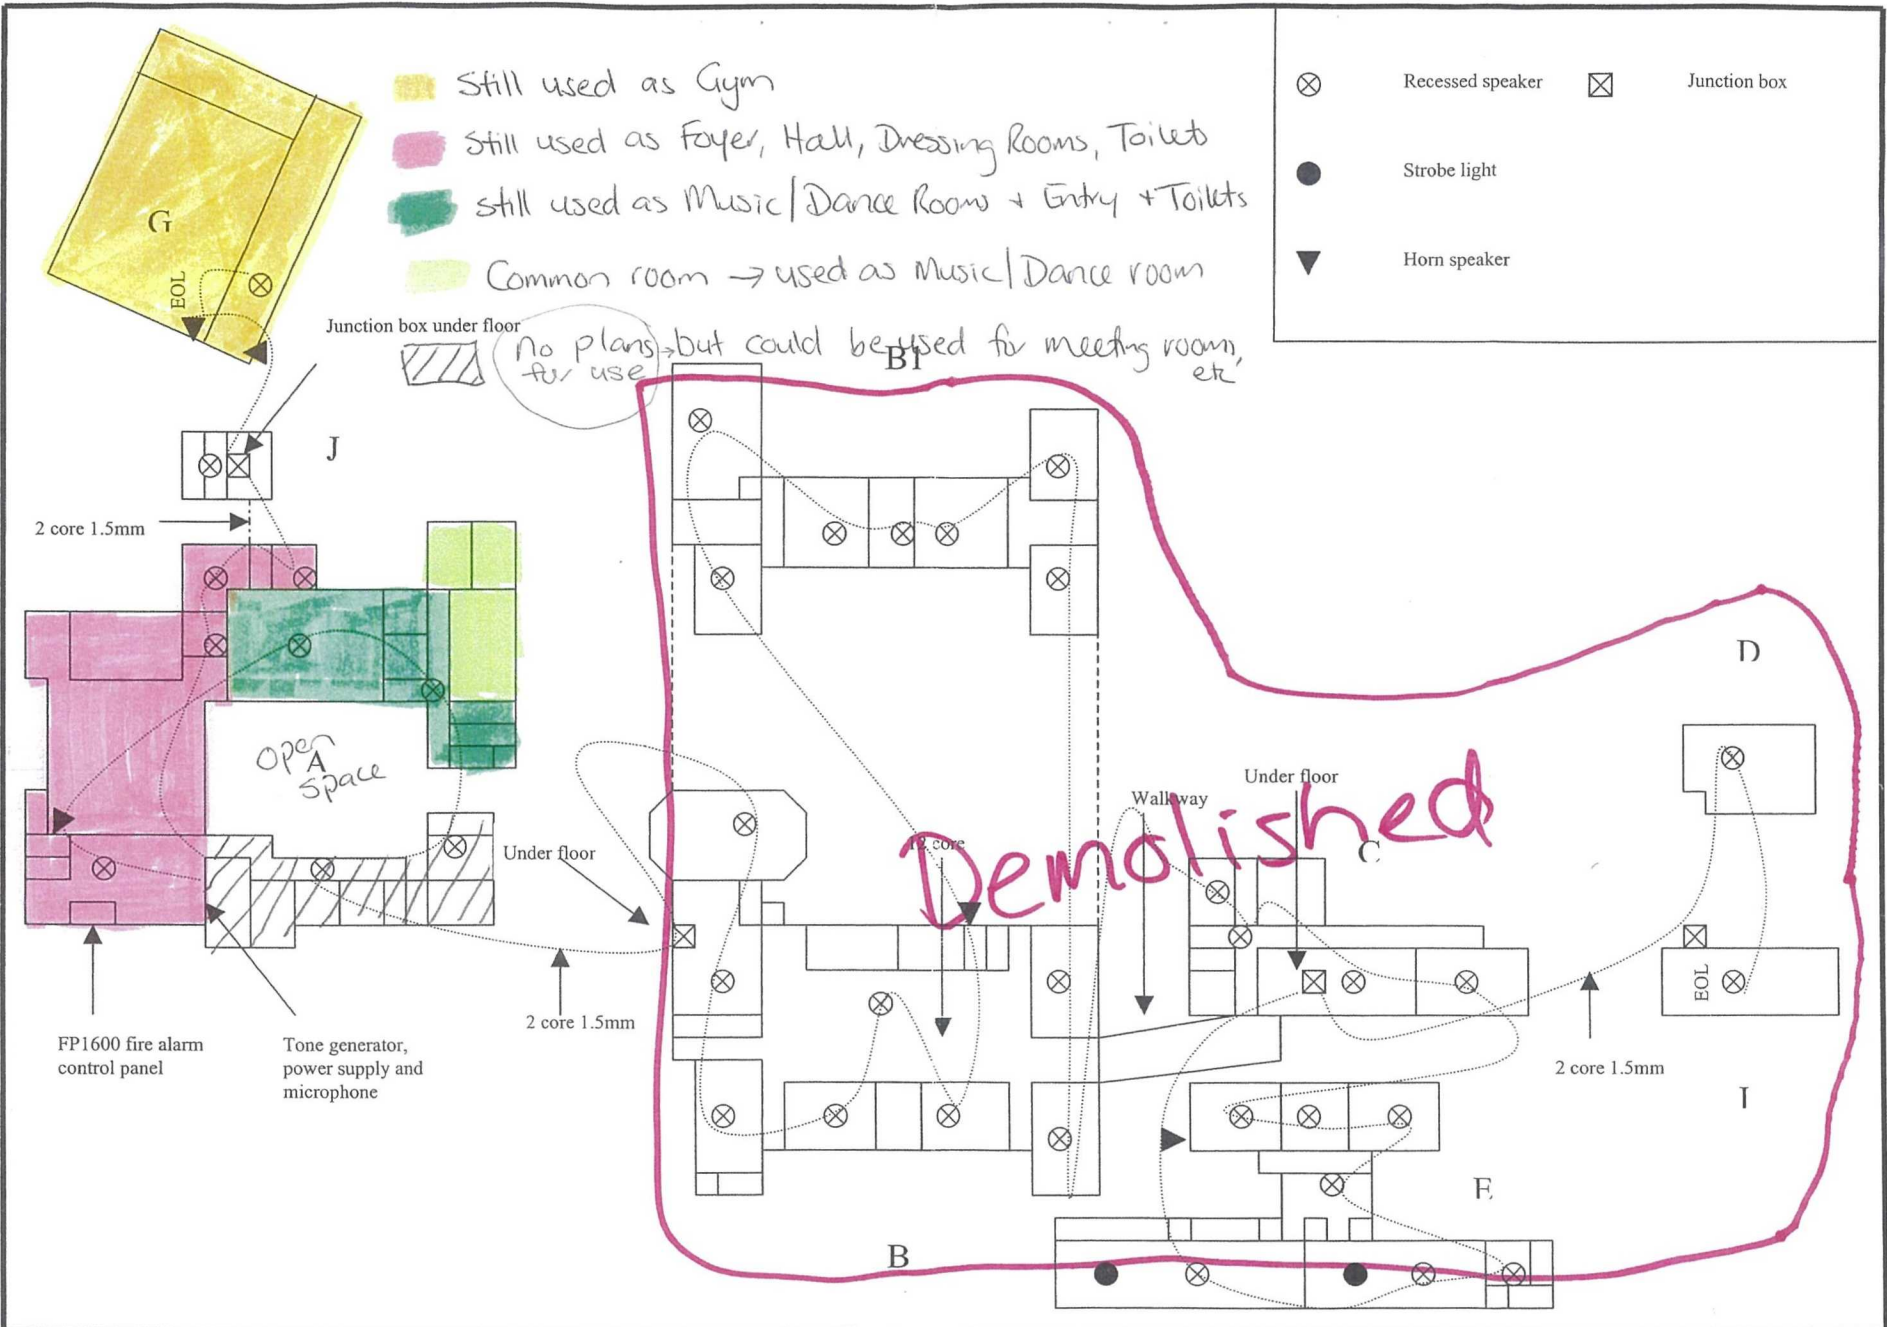 Still used as Gym
Still used as Foyer, Hall, Dressing Rooms, Toilets
still used as Music/Dance Rooms + Entry + Toilets
Common room → used as Music/Dance room
no plans → but could be used for meeting room,
for use
etc
Recessed speaker
Junction box
Strobe light
Horn speaker
G
EOL
Junction box under floor
B1
J
2 core 1.5mm
D
open
A
space
Under floor
Walkway
Under floor
12 core
C
Demolished
2 core 1.5mm
EOL
FP1600 fire alarm
control panel
Tone generator,
power supply and
microphone
2 core 1.5mm
I
E
B